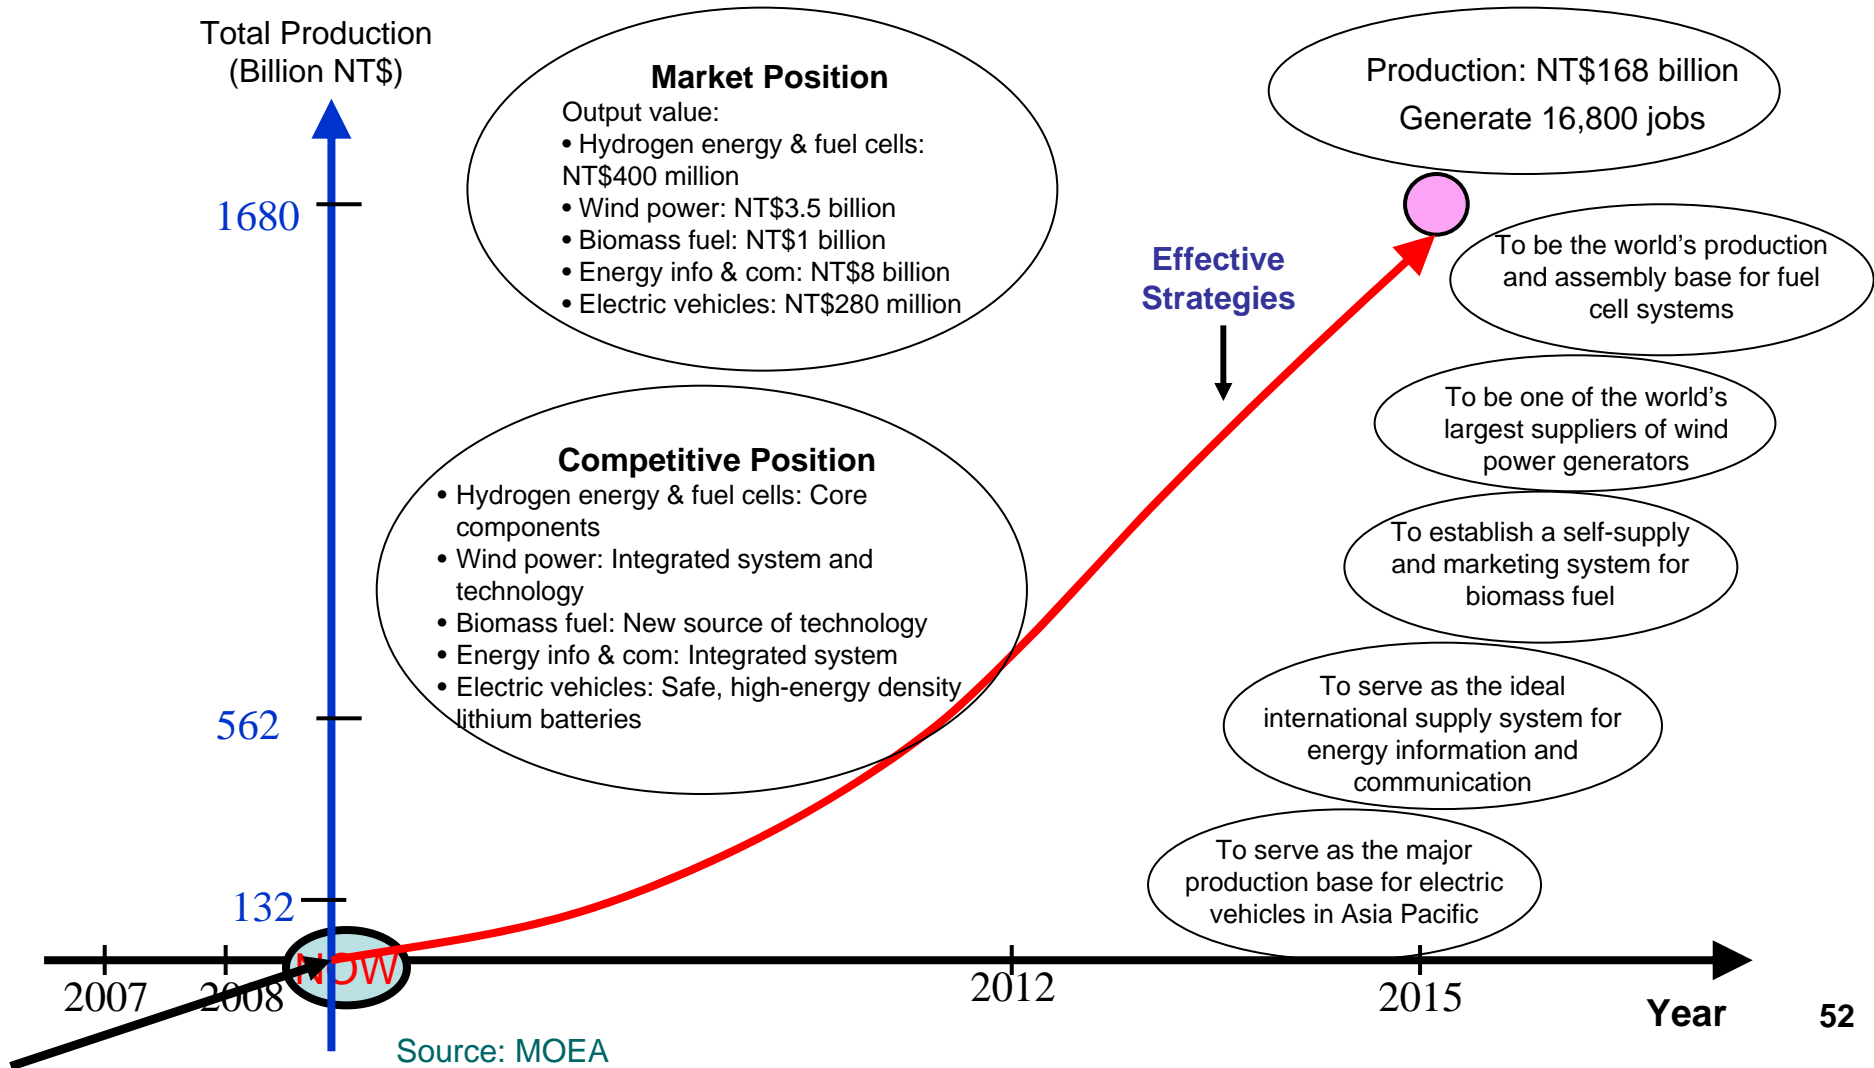 Total Production
(Billion NT$)
1680
562
132
Market Position
Output value:
• Hydrogen energy & fuel cells:
NT$400 million
• Wind power: NT$3.5 billion
• Biomass fuel: NT$1 billion
• Energy info & com: NT$8 billion
• Electric vehicles: NT$280 million
Competitive Position
• Hydrogen energy & fuel cells: Core
components
• Wind power: Integrated system and
technology
• Biomass fuel: New source of technology
• Energy info & com: Integrated system
• Electric vehicles: Safe, high-energy density
lithium batteries
Effective
Strategies
Production: NT$168 billion
Generate 16,800 jobs
To be the world’s production
and assembly base for fuel
cell systems
To be one of the world’s
largest suppliers of wind
power generators
To establish a self-supply
and marketing system for
biomass fuel
To serve as the ideal
international supply system for
energy information and
communication
To serve as the major
production base for electric
vehicles in Asia Pacific
NOW
2007
2008
2012
2015
Year
52
Source: MOEA